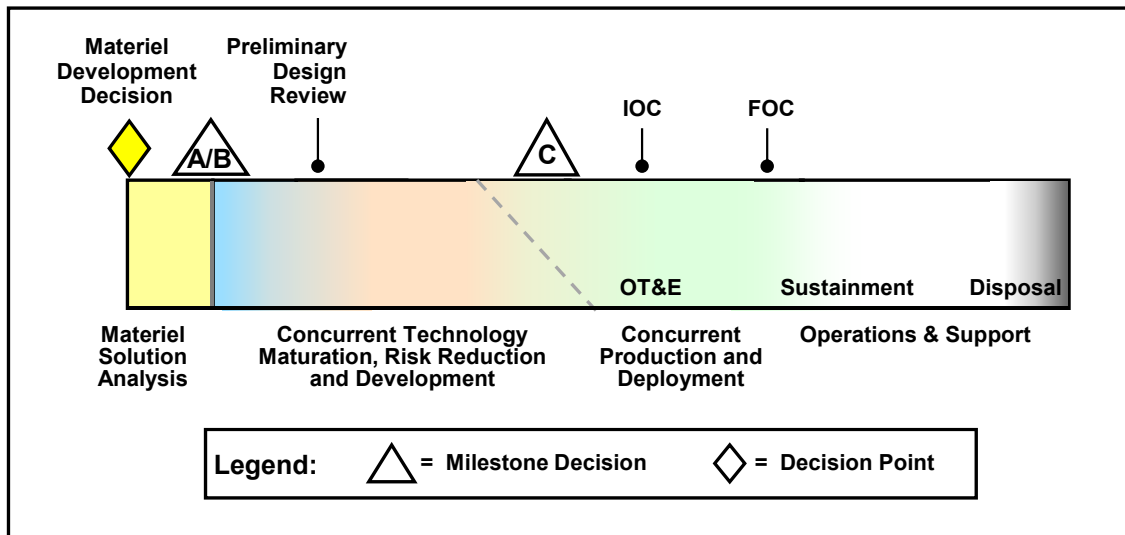 Materiel
Development
Decision
Preliminary
Design
Review
A/B
C
IOC
FOC
OT&E
Sustainment
Disposal
Materiel
Solution
Analysis
Concurrent Technology
Maturation, Risk Reduction
and Development
Concurrent
Production and
Deployment
Operations & Support
Legend:
= Milestone Decision
= Decision Point